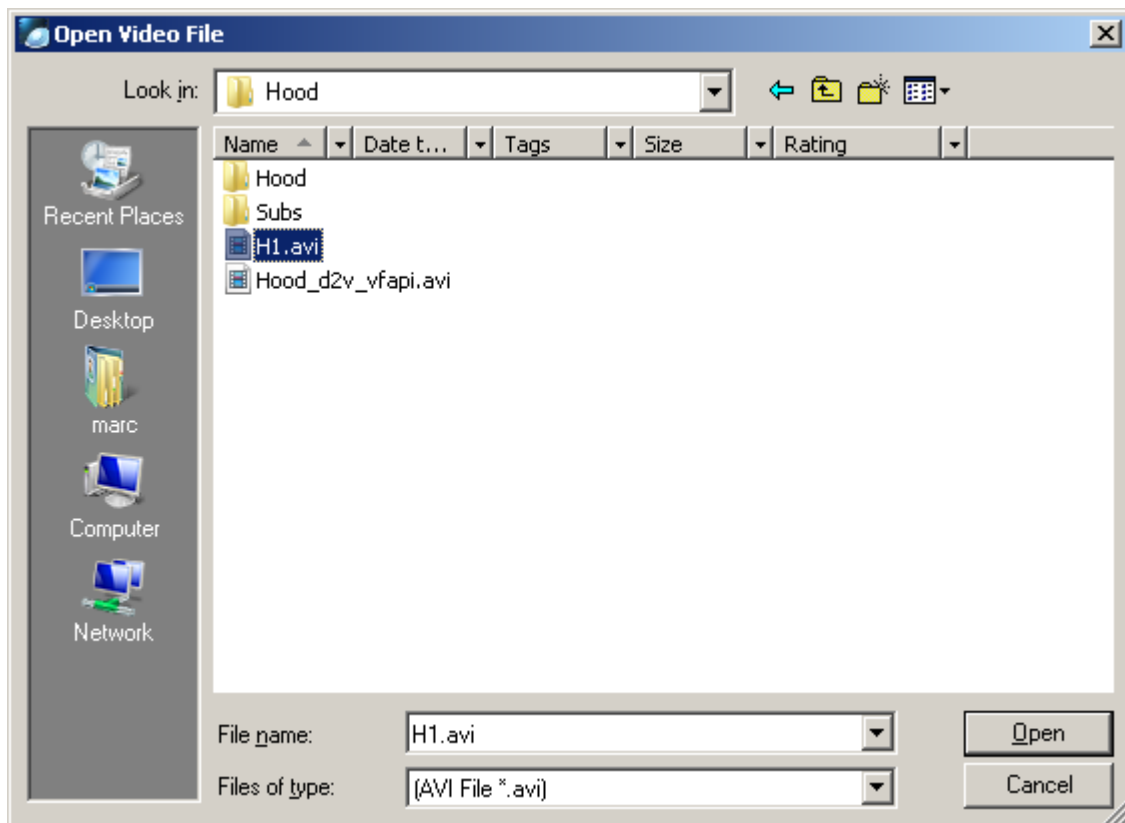 Open Video File
Look in: Hood
Name Date t... Tags Size Rating
Hood
Subs
H1.avi
Hood_d2v_vfapi.avi
Recent Places
Desktop
marc
Computer
Network
File name: H1.avi Open
Files of type: (AVI File *.avi) Cancel